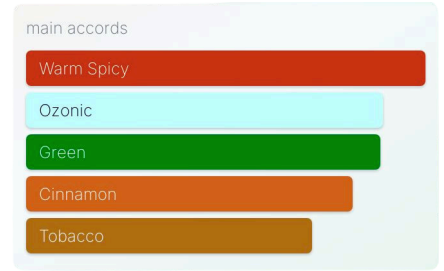 main accords
Warm Spicy
Ozonic
Green
Cinnamon
Tobacco